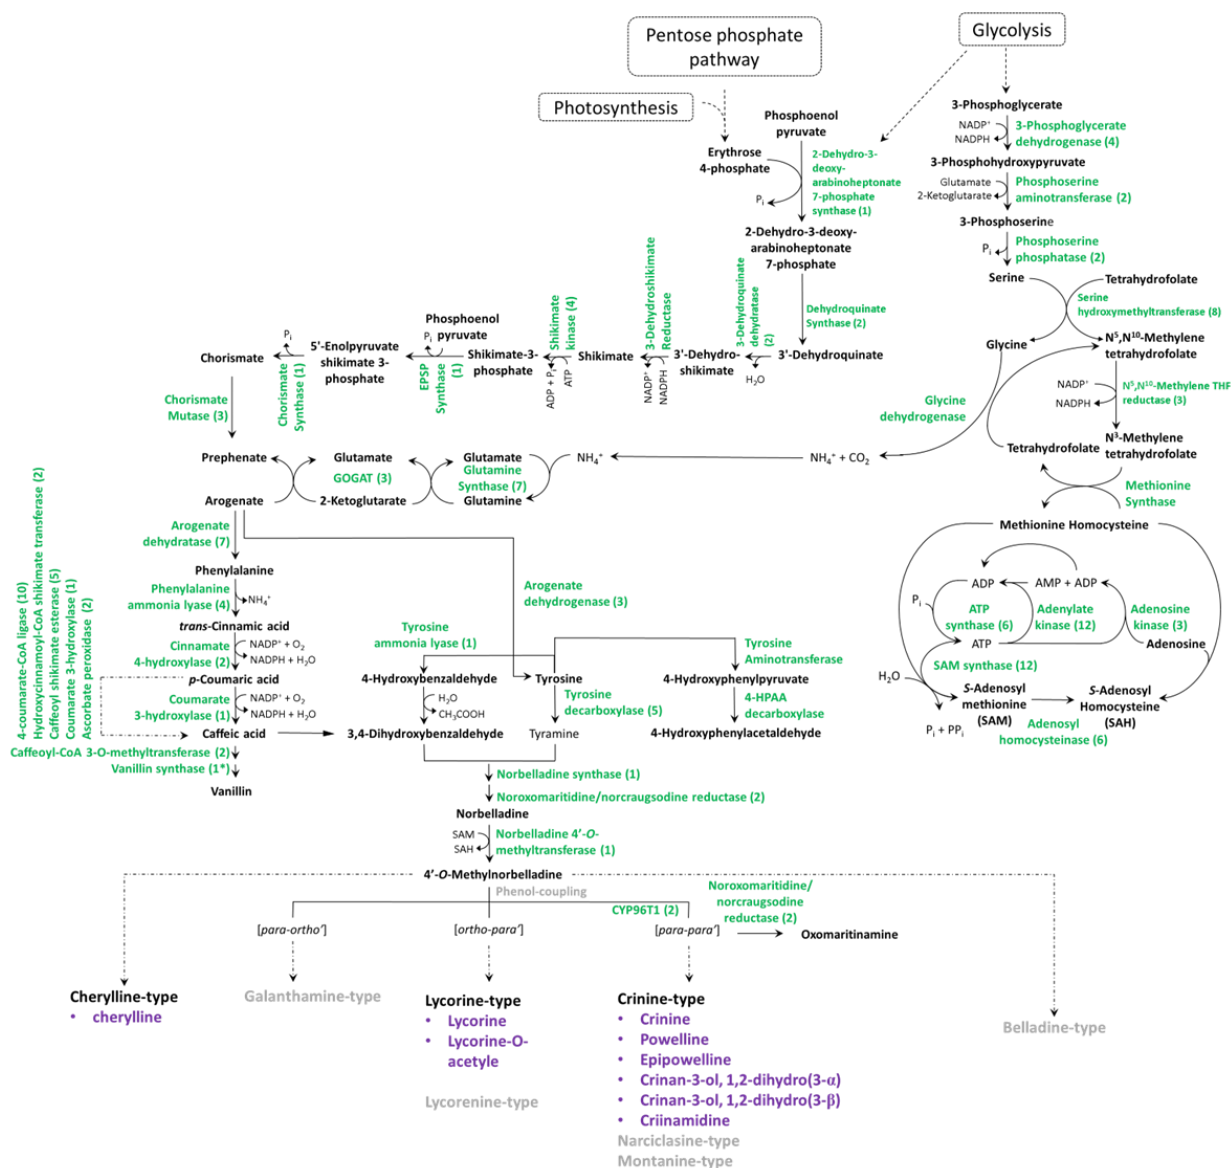 Pentose phosphate
pathway
Glycolysis
Photosynthesis
Phosphoenol
pyruvate
Erythrose
4-phosphate
Pi
2-Dehydro-3-
deoxy-
arabinoheptonate
7-phosphate
synthase (1)
2-Dehydro-3-deoxy-
arabinoheptonate
7-phosphate
Dehydroquinate
Synthase (2)
3-Phosphoglycerate
NADP⁺
NADPH
3-Phosphoglycerate
dehydrogenase (4)
3-Phosphohydroxypyruvate
Glutamate
2-Ketoglutarate
Phosphoserine
aminotransferase (2)
3-Phosphoserine
Pi
Phosphoserine
phosphatase (2)
Serine
Tetrahydrofolate
Serine
hydroxymethyltransferase (8)
Glycine
N⁵,N¹⁰-Methylene
tetrahydrofolate
NADP⁺
NADPH
N⁵,N¹⁰-Methylene THF
reductase (3)
Glycine
dehydrogenase
Tetrahydrofolate
N³-Methylene
tetrahydrofolate
Methionine
Synthase
Methionine Homocysteine
ADP
AMP + ADP
Pi
ATP
synthase (6)
Adenylate
kinase (12)
Adenosine
kinase (3)
ATP
Adenosine
SAM synthase (12)
H₂O
S-Adenosyl
methionine
(SAM)
S-Adenosyl
Homocysteine
(SAH)
Pi + PPi
Adenosyl
homocysteinase (6)
3'-Dehydroquinate
3-Dehydroquinate
dehydratase
(2)
H₂O
3'-Dehydro-
shikimate
3-Dehydroshikimate
Reductase
NADP⁺
NADPH
Shikimate
Shikimate
kinase (4)
ADP + Pi
ATP
Shikimate-3-
phosphate
Phosphoenol
pyruvate
Pi
EPSP
Synthase
(1)
5'-Enolpyruvate
shikimate 3-
phosphate
Pi
Chorismate
Synthase (1)
Chorismate
Chorismate
Mutase (3)
Prephenate
Glutamate
GOGAT (3)
2-Ketoglutarate
Glutamate
Glutamine
Synthase (7)
Glutamine
NH₄⁺
NH₄⁺ + CO₂
Arogenate
Arogenate
dehydratase (7)
Phenylalanine
Phenylalanine
ammonia lyase (4)
NH₄⁺
trans-Cinnamic acid
Cinnamate
4-hydroxylase (2)
NADP⁺ + O₂
NADPH + H₂O
p-Coumaric acid
Coumarate
3-hydroxylase (1)
NADP⁺ + O₂
NADPH + H₂O
Caffeic acid
Caffeoyl-CoA 3-O-methyltransferase (2)
Vanillin synthase (1*)
Vanillin
4-coumarate-CoA ligase (10)
Hydroxycinnamoyl-CoA shikimate transferase (2)
Caffeoyl shikimate esterase (5)
Coumarate 3-hydroxylase (1)
Ascorbate peroxidase (2)
Arogenate
dehydrogenase (3)
Tyrosine
ammonia lyase (1)
Tyrosine
Aminotransferase
4-Hydroxybenzaldehyde
Tyrosine
4-Hydroxyphenylpyruvate
H₂O
CH₃COOH
Tyrosine
decarboxylase (5)
4-HPAA
decarboxylase
3,4-Dihydroxybenzaldehyde
Tyramine
4-Hydroxyphenylacetaldehyde
Norbelladine synthase (1)
Noroxomaritidine/norcraugsodine reductase (2)
Norbelladine
SAM
SAH
Norbelladine 4'-O-
methyltransferase (1)
4'-O-Methylnorbelladine
Phenol-coupling
CYP96T1 (2)
Noroxomaritidine/
norcraugsodine
reductase (2)
[para-ortho']
[ortho-para']
[para-para']
Oxomaritinamine
Cherylline-type
• cherylline
Galanthamine-type
Lycorine-type
• Lycorine
• Lycorine-O-
acetyle
Lycorenine-type
Crinine-type
• Crinine
• Powelline
• Epipowelline
• Crinan-3-ol, 1,2-dihydro(3-α)
• Crinan-3-ol, 1,2-dihydro(3-β)
• Criinamidine
Narciclasine-type
Montanine-type
Belladine-type